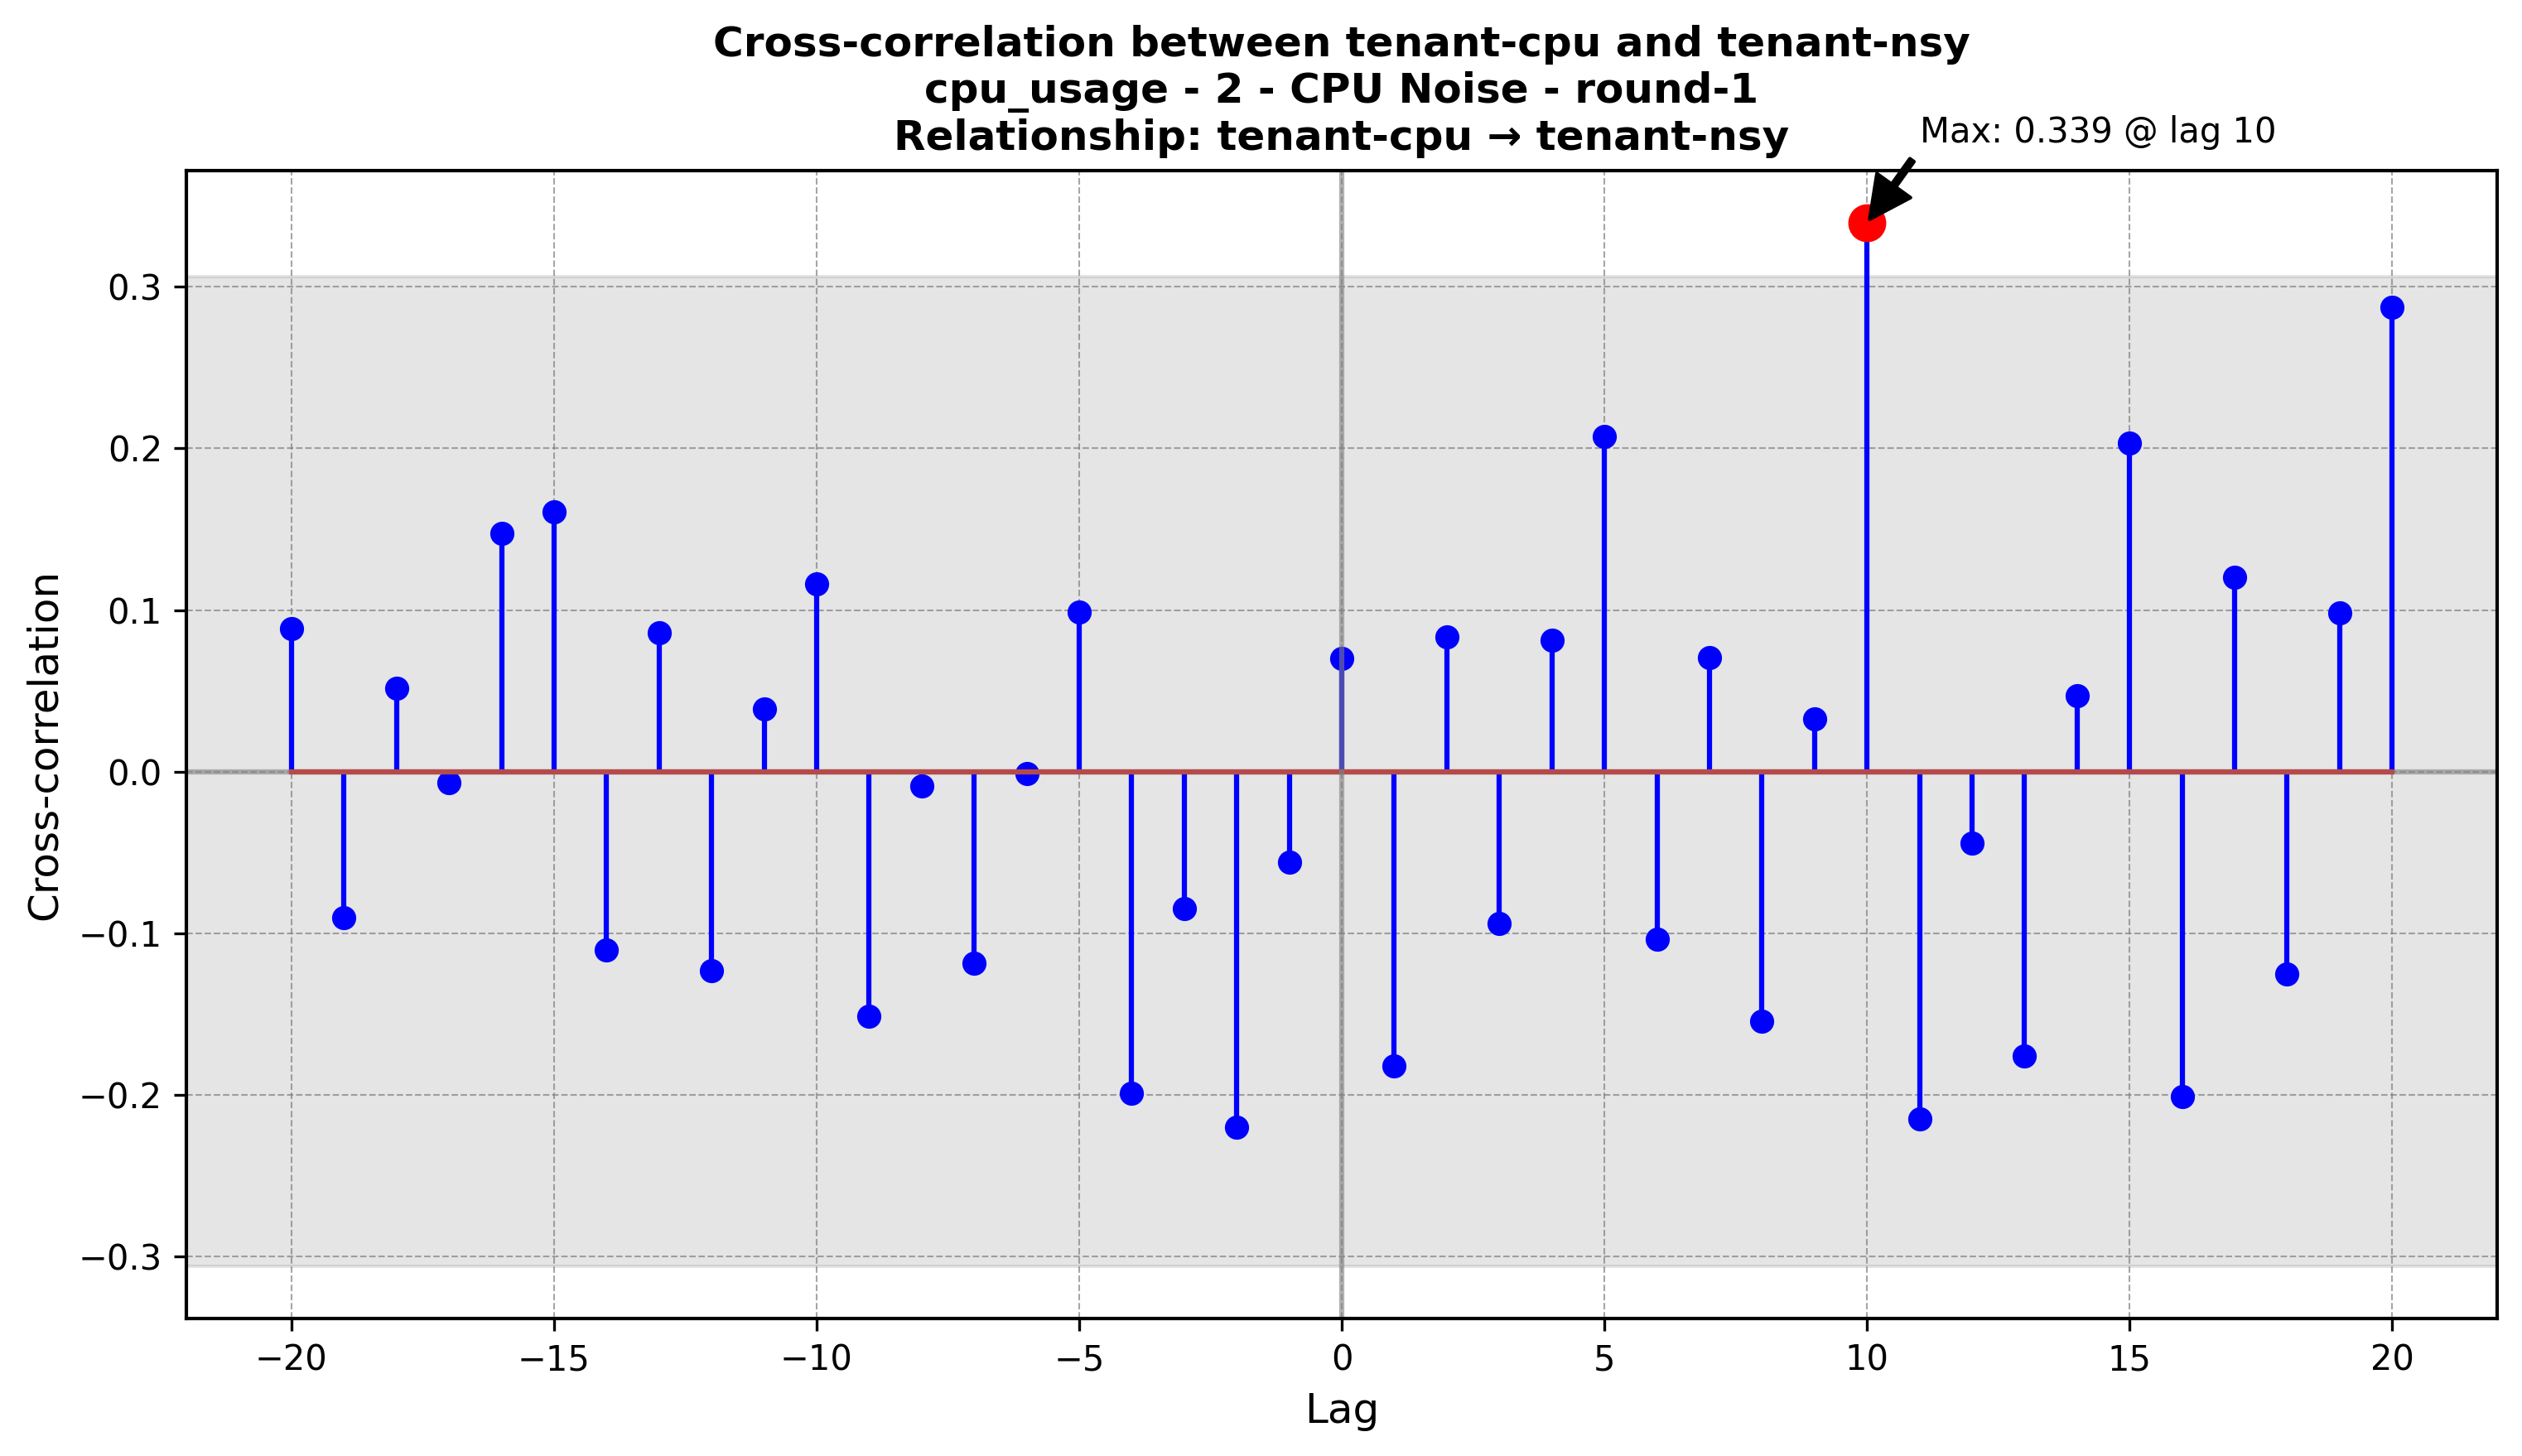 Cross-correlation between tenant-cpu and tenant-nsy
cpu_usage - 2 - CPU Noise - round-1
Relationship: tenant-cpu → tenant-nsy
Max: 0.339 @ lag 10
0.3
0.2
0.1
0.0
−0.1
−0.2
−0.3
Cross-correlation
−20 −15 −10 −5 0 5 10 15 20
Lag